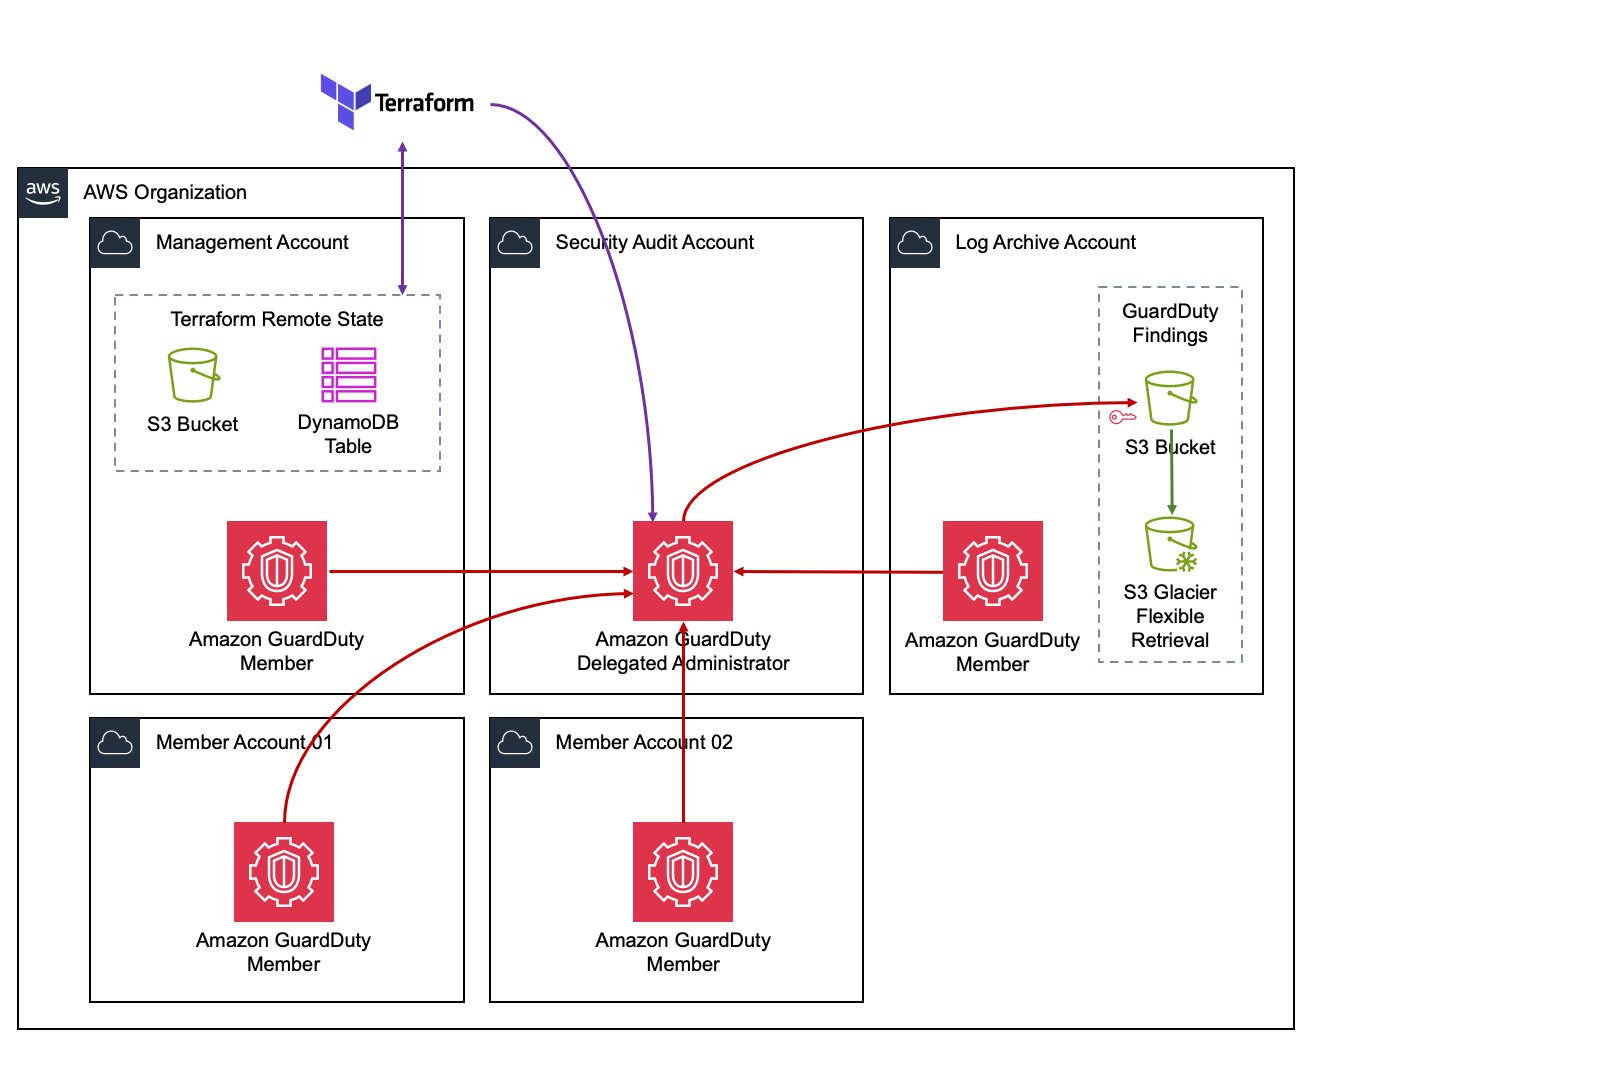 Terraform
aws
AWS Organization
Management Account
Terraform Remote State
S3 Bucket
DynamoDB
Table
Amazon GuardDuty
Member
Security Audit Account
Amazon GuardDuty
Delegated Administrator
Log Archive Account
GuardDuty
Findings
S3 Bucket
S3 Glacier
Flexible
Retrieval
Amazon GuardDuty
Member
Member Account 01
Amazon GuardDuty
Member
Member Account 02
Amazon GuardDuty
Member